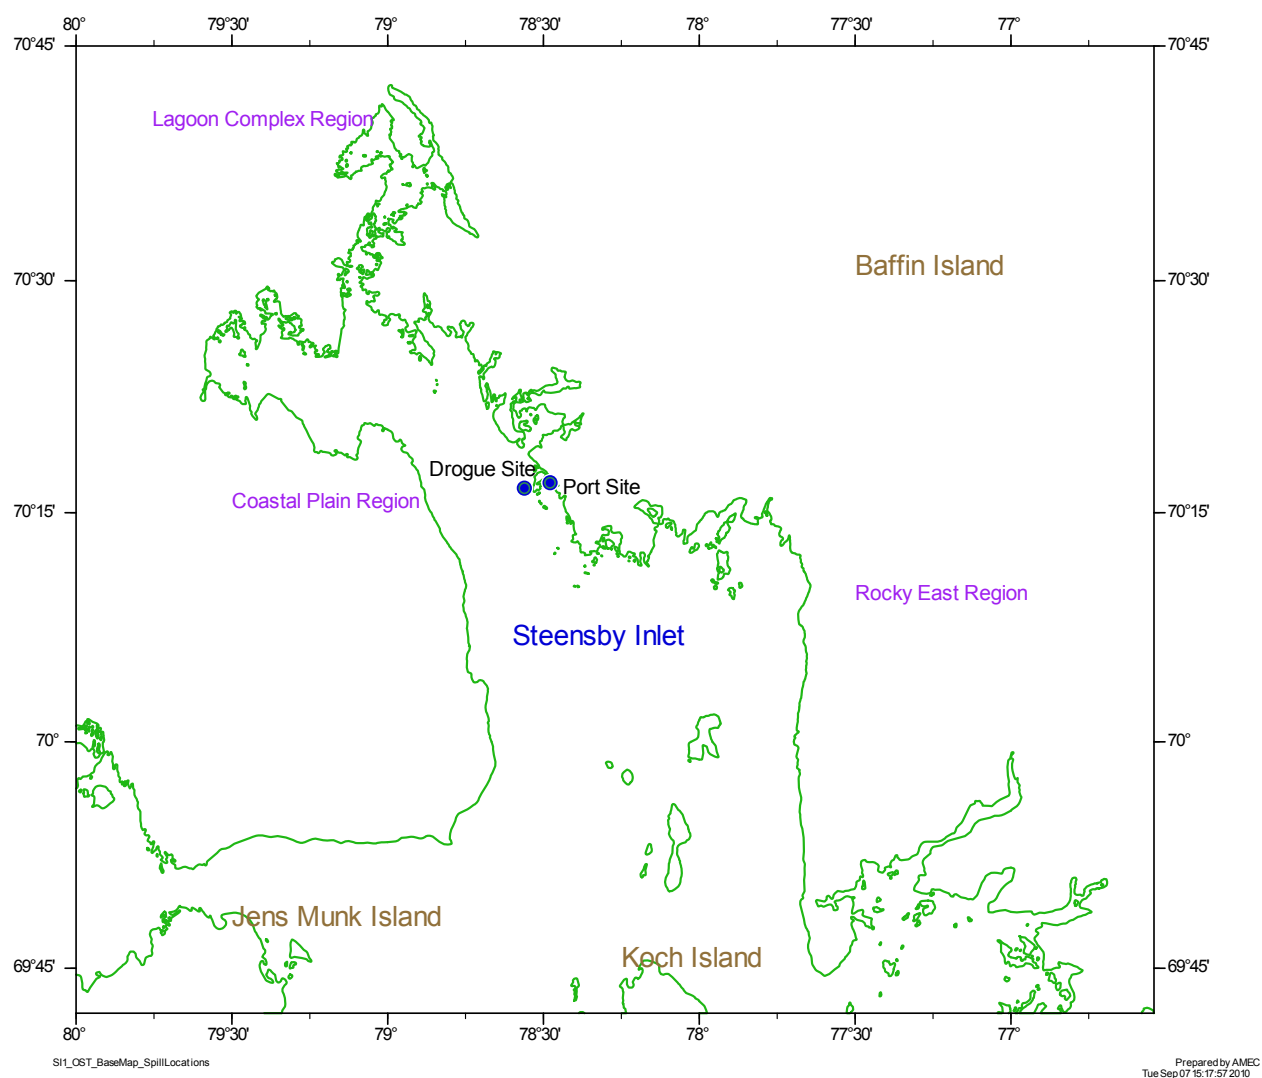 80° 79°30' 79° 78°30' 78° 77°30' 77°
70°45' 70°45'
Lagoon Complex Region
Baffin Island
70°30' 70°30'
Drogue Site
Port Site
Coastal Plain Region
70°15' 70°15'
Rocky East Region
Steensby Inlet
70° 70°
Jens Munk Island
Koch Island
69°45' 69°45'
80° 79°30' 79° 78°30' 78° 77°30' 77°
SI1_OST_BaseMap_SpillLocations
Prepared by AMEC
Tue Sep 07 15:17:57 2010